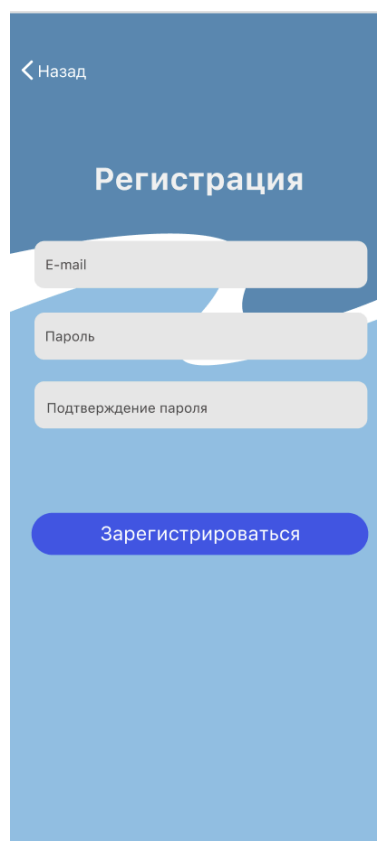 Назад
Регистрация
E-mail
Пароль
Подтверждение пароля
Зарегистрироваться